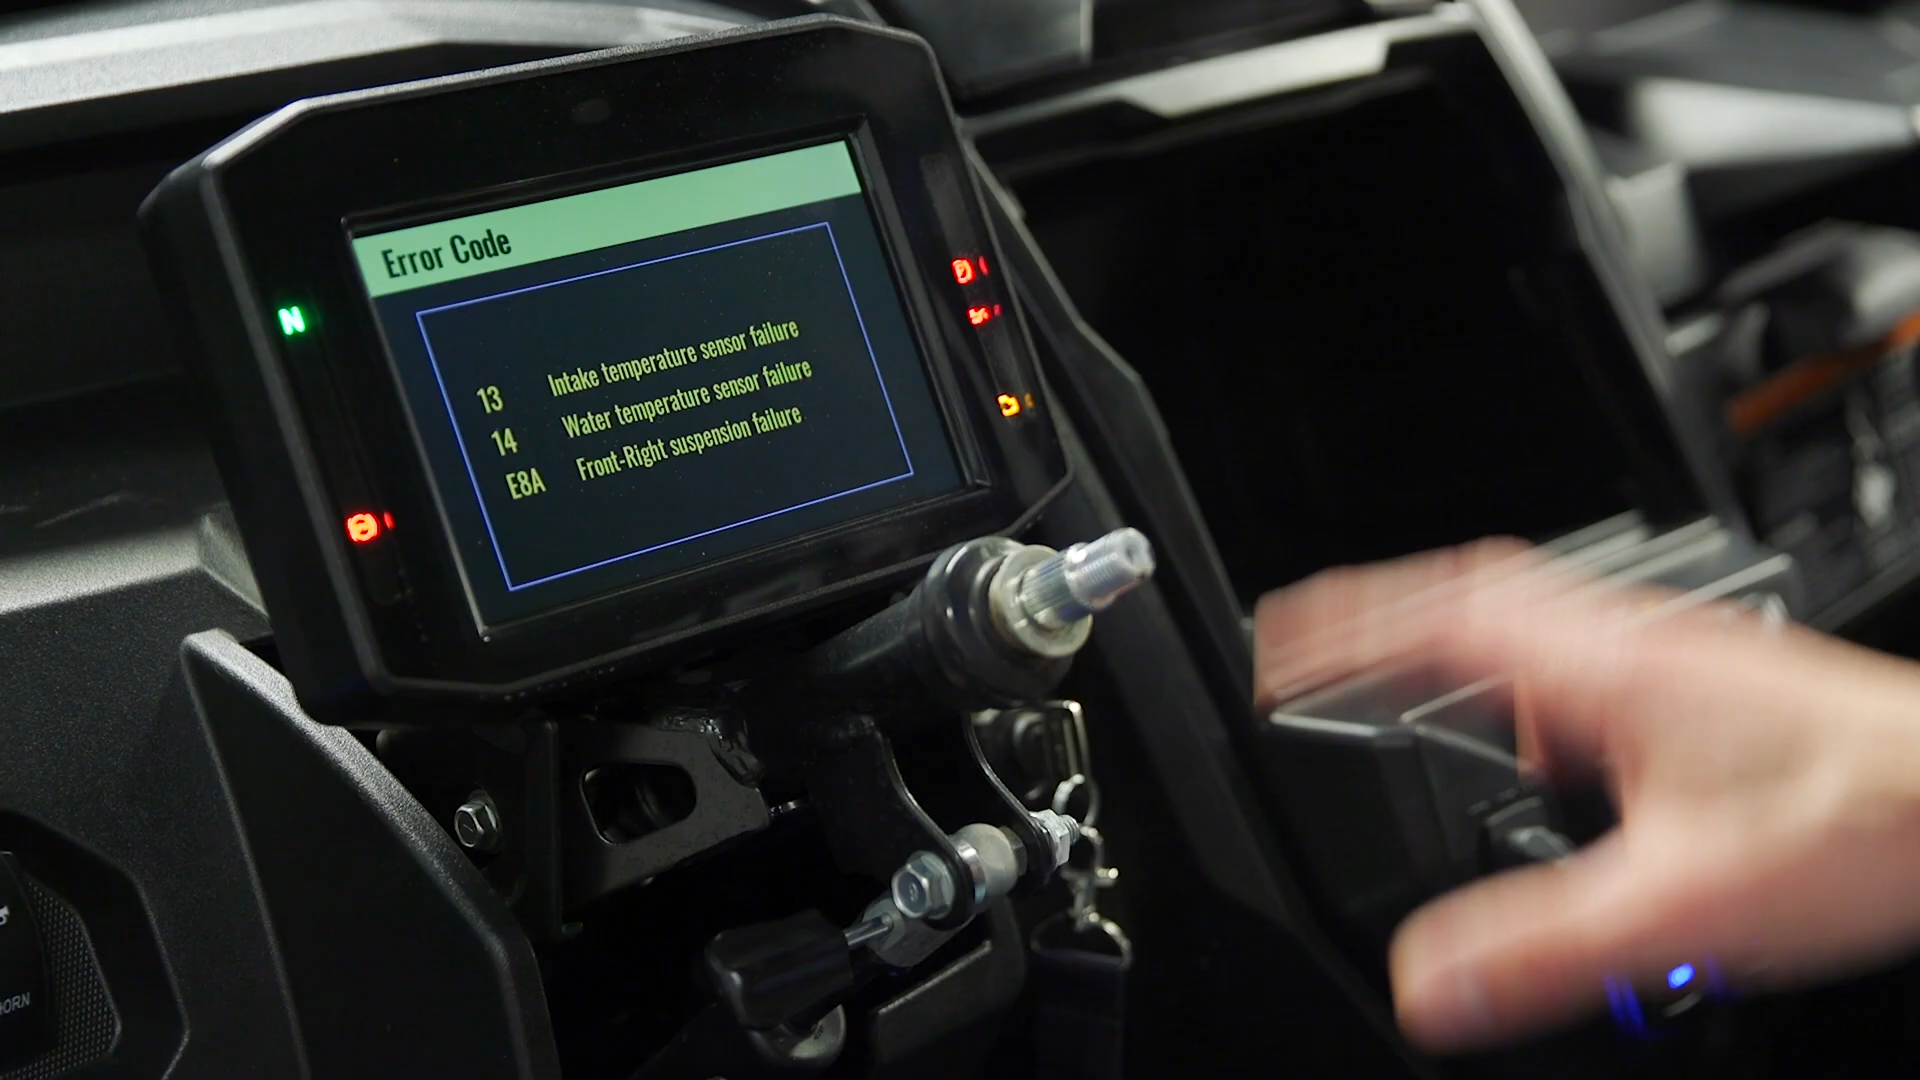 Error Code
N
13 Intake temperature sensor failure
14 Water temperature sensor failure
E8A Front-Right suspension failure
P
HORN